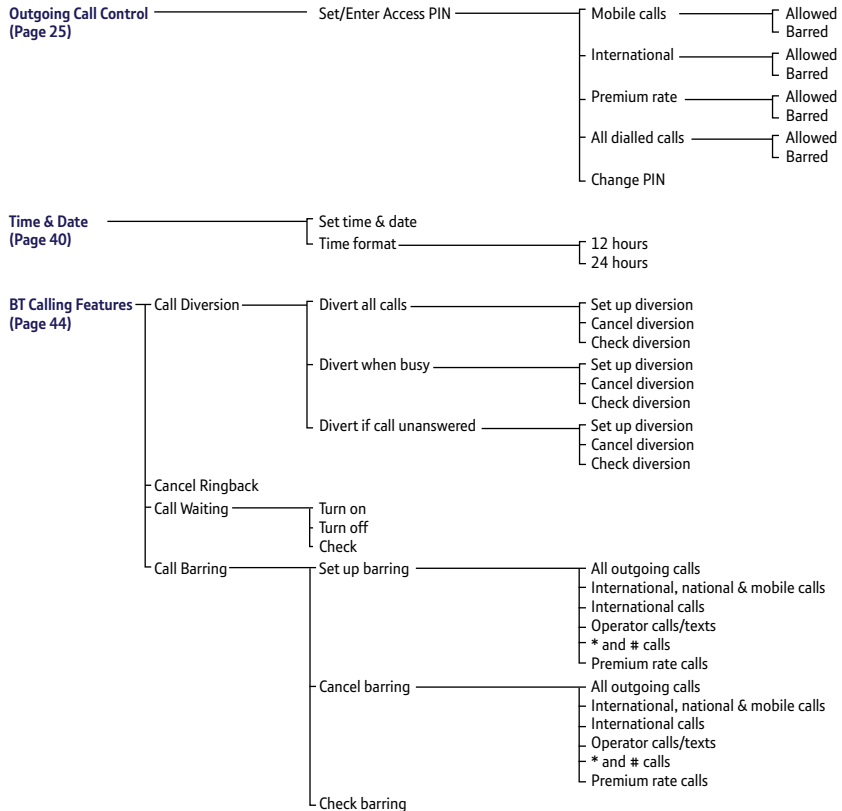 Outgoing Call Control Set/Enter Access PIN Mobile calls Allowed
(Page 25) Barred
International Allowed
Barred
Premium rate Allowed
Barred
All dialled calls Allowed
Barred
Change PIN
Time & Date Set time & date
(Page 40) Time format 12 hours
24 hours
BT Calling Features Call Diversion Divert all calls Set up diversion
(Page 44) Cancel diversion
Check diversion
Divert when busy Set up diversion
Cancel diversion
Check diversion
Divert if call unanswered Set up diversion
Cancel diversion
Check diversion
Cancel Ringback
Call Waiting Turn on
Turn off
Check
Call Barring Set up barring All outgoing calls
International, national & mobile calls
International calls
Operator calls/texts
* and # calls
Premium rate calls
Cancel barring All outgoing calls
International, national & mobile calls
International calls
Operator calls/texts
* and # calls
Premium rate calls
Check barring